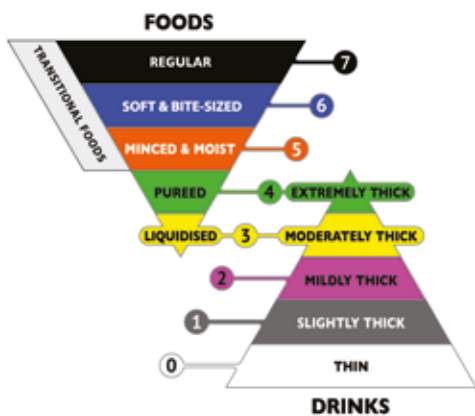 FOODS
TRANSITIONAL FOODS
REGULAR 7
SOFT & BITE-SIZED 6
MINCED & MOIST 5
PUREED 4 EXTREMELY THICK
LIQUIDISED 3 MODERATELY THICK
2 MILDLY THICK
1 SLIGHTLY THICK
0 THIN
DRINKS